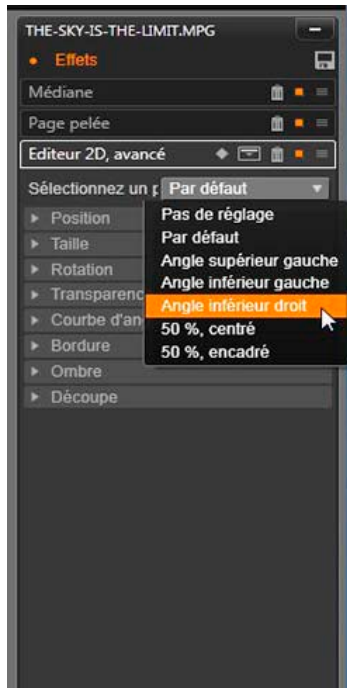 THE-SKY-IS-THE-LIMIT.MPG
Effets
Médiane
Page pelée
Editeur 2D, avancé
Sélectionnez un p Par défaut
Position
Taille
Rotation
Transparenc
Courbe d'an
Bordure
Ombre
Découpe
Pas de réglage
Par défaut
Angle supérieur gauche
Angle inférieur gauche
Angle inférieur droit
50 %, centré
50 %, encadré